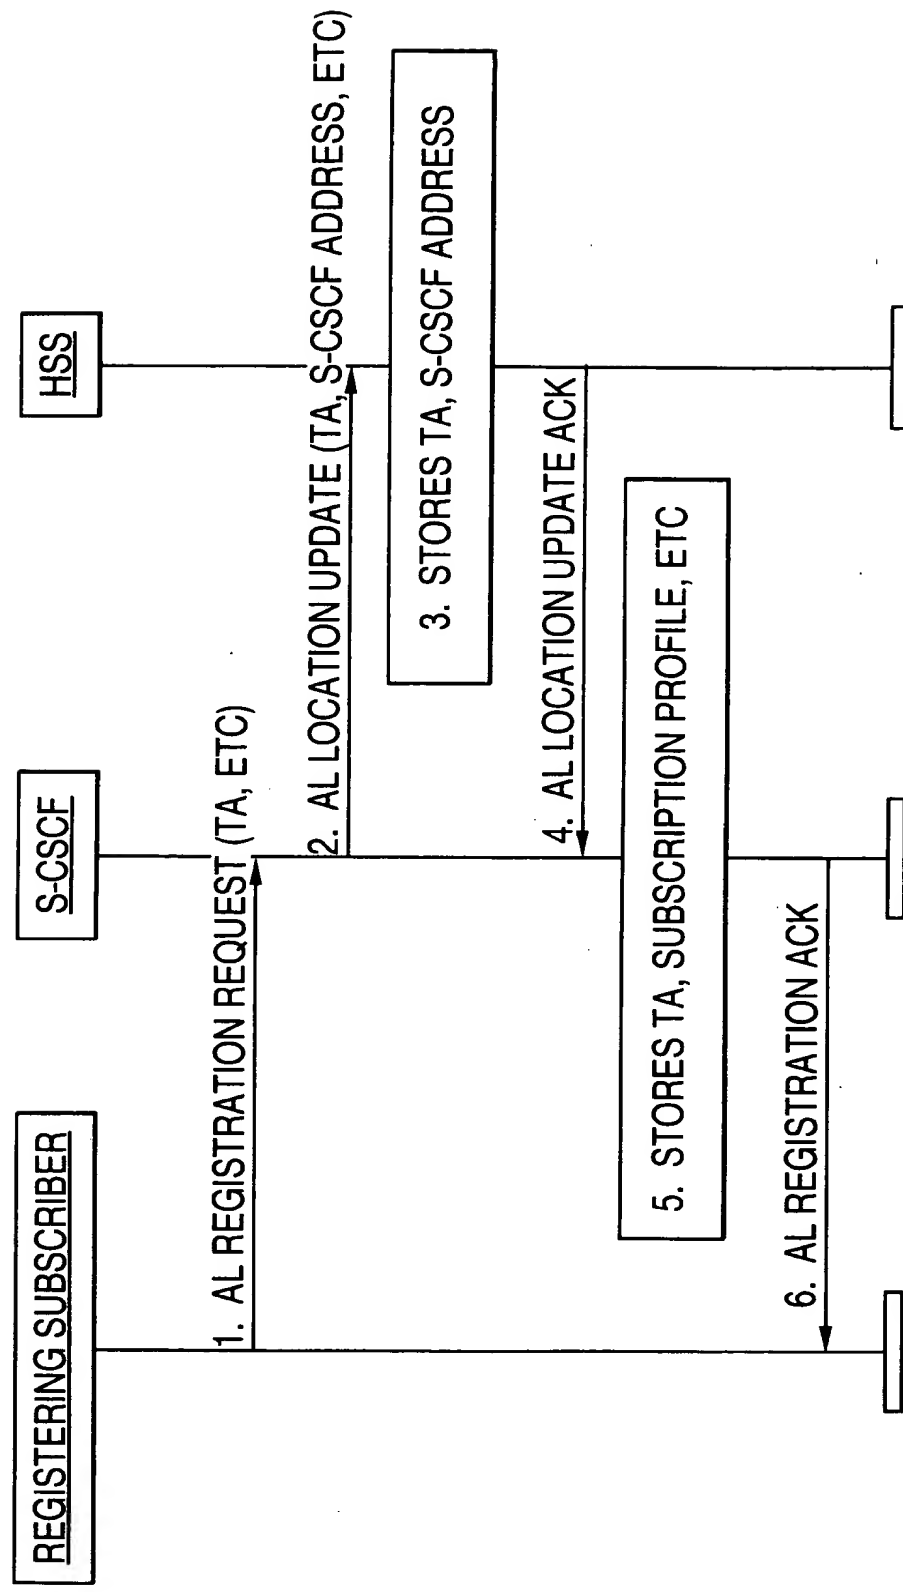 REGISTERING SUBSCRIBER
S-CSCF
HSS
1. AL REGISTRATION REQUEST (TA, ETC)
2. AL LOCATION UPDATE (TA, S-CSCF ADDRESS, ETC)
3. STORES TA, S-CSCF ADDRESS
4. AL LOCATION UPDATE ACK
5. STORES TA, SUBSCRIPTION PROFILE, ETC
6. AL REGISTRATION ACK